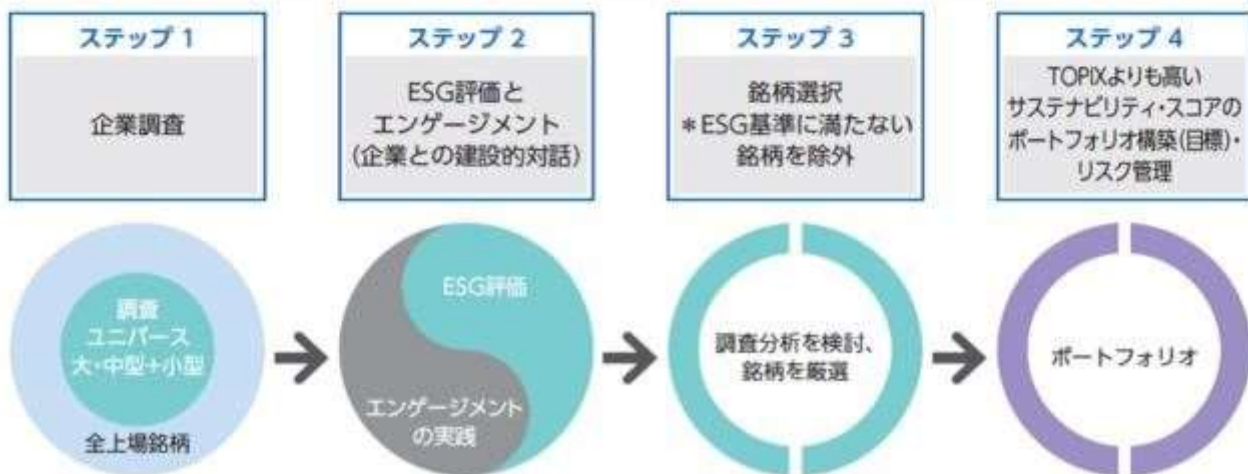 ステップ 1
企業調査
ステップ 2
ESG評価と
エンゲージメント
(企業との建設的対話)
ステップ 3
銘柄選択
*ESG基準に満たない
銘柄を除外
ステップ 4
TOPIXよりも高い
サステナビリティ・スコアの
ポートフォリオ構築(目標)・
リスク管理
調査
ユニバース
大・中型+小型
全上場銘柄
ESG評価
エンゲージメント
の実践
調査分析を検討、
銘柄を厳選
ポートフォリオ